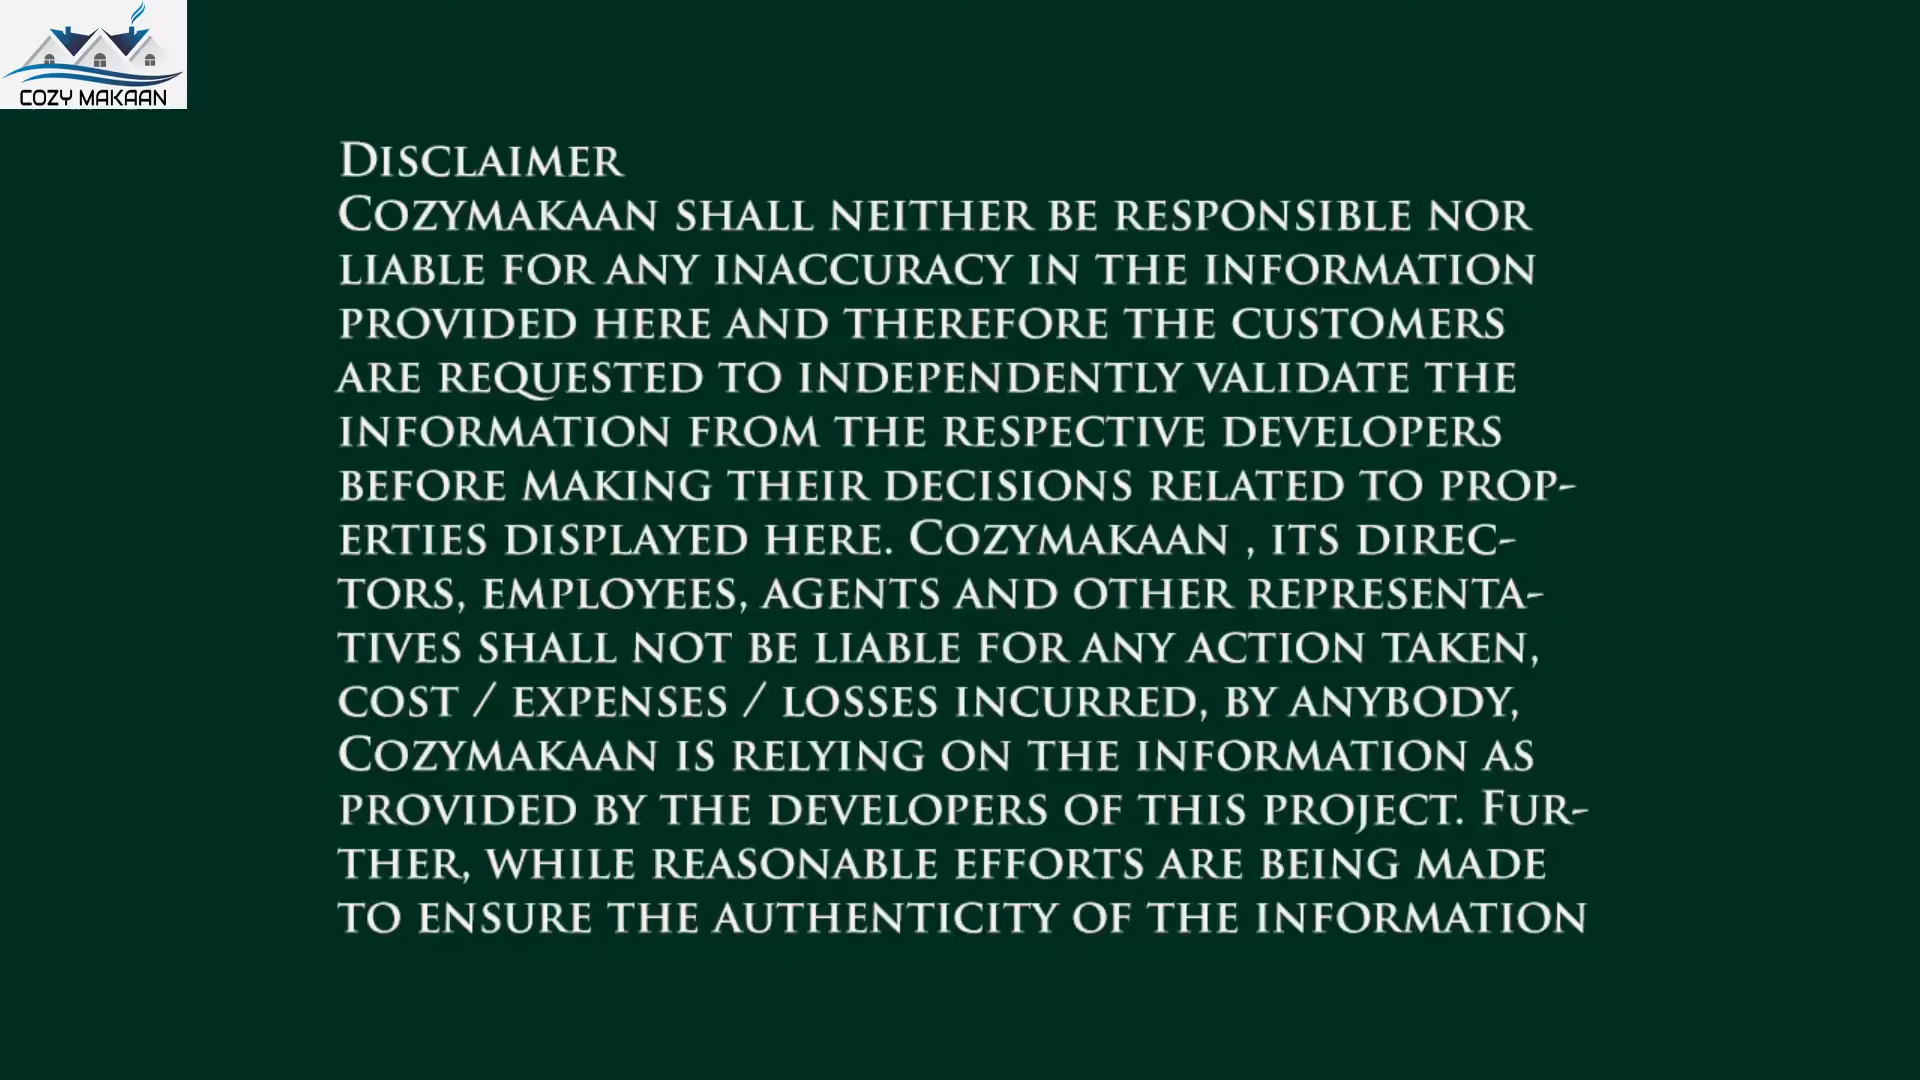 COZY MAKAAN
Disclaimer
Cozymakaan shall neither be responsible nor
liable for any inaccuracy in the information
provided here and therefore the customers
are requested to independently validate the
information from the respective developers
before making their decisions related to prop-
erties displayed here. Cozymakaan , its direc-
tors, employees, agents and other representa-
tives shall not be liable for any action taken,
cost / expenses / losses incurred, by anybody,
Cozymakaan is relying on the information as
provided by the developers of this project. Fur-
ther, while reasonable efforts are being made
to ensure the authenticity of the information